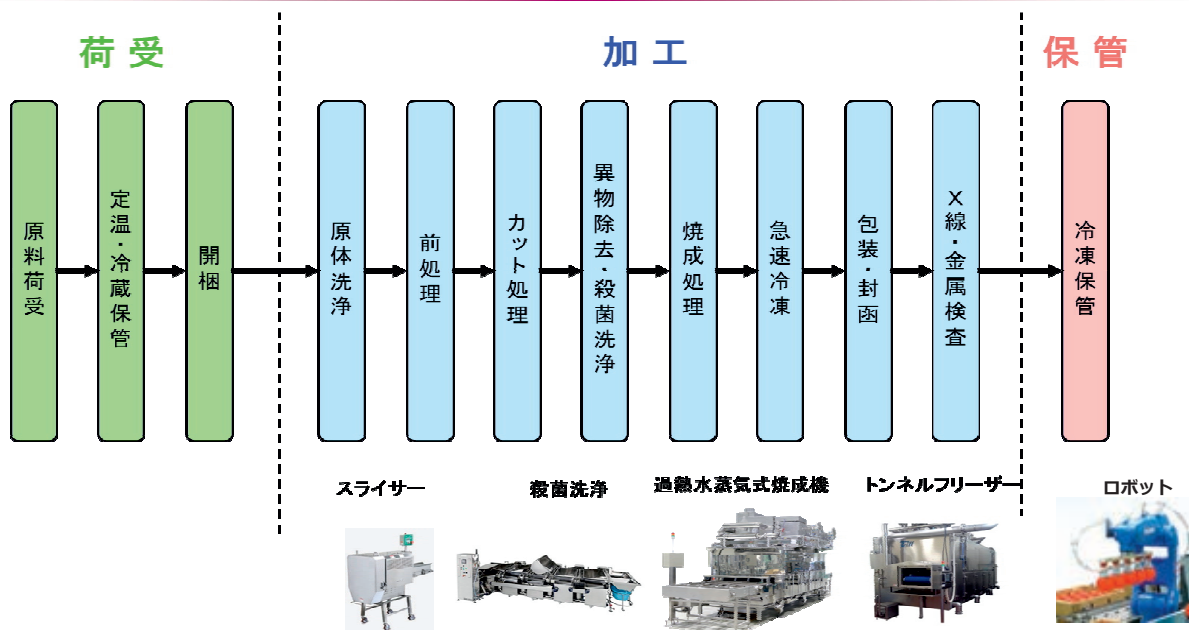 荷受
加工
保管
原料荷受
定温・冷蔵保管
開梱
原体洗浄
前処理
カット処理
異物除去・殺菌洗浄
焼成処理
急速冷凍
包装・封函
X線・金属検査
冷凍保管
スライサー
殺菌洗浄
過熱水蒸気式焼成機
トンネルフリーザー
ロボット